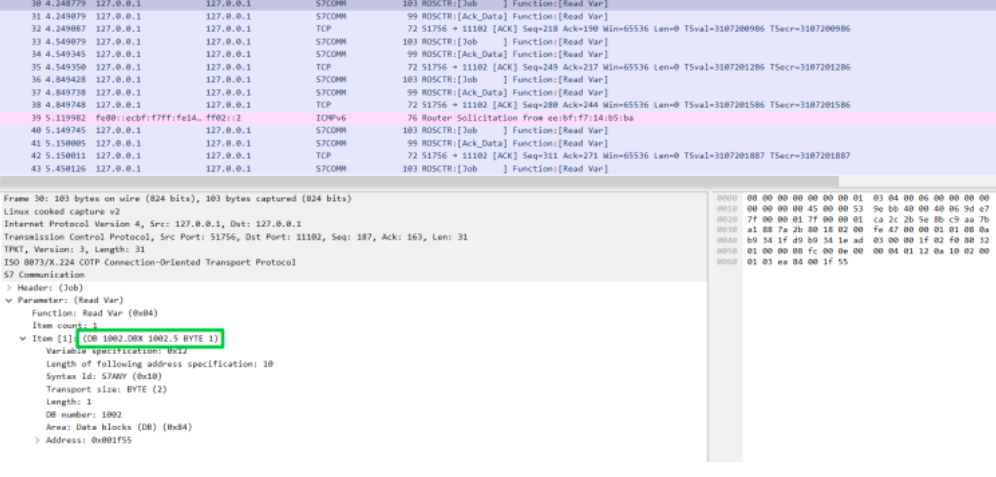 30 4.248779 127.0.0.1 127.0.0.1 S7COMM 103 ROSCTR:[Job ] Function:[Read Var]
31 4.249079 127.0.0.1 127.0.0.1 S7COMM 99 ROSCTR:[Ack_Data] Function:[Read Var]
32 4.249087 127.0.0.1 127.0.0.1 TCP 72 51756 → 11102 [ACK] Seq=218 Ack=190 Win=65536 Len=0 TSval=3107200986 TSecr=3107200986
33 4.549079 127.0.0.1 127.0.0.1 S7COMM 103 ROSCTR:[Job ] Function:[Read Var]
34 4.549345 127.0.0.1 127.0.0.1 S7COMM 99 ROSCTR:[Ack_Data] Function:[Read Var]
35 4.549350 127.0.0.1 127.0.0.1 TCP 72 51756 → 11102 [ACK] Seq=249 Ack=217 Win=65536 Len=0 TSval=3107201286 TSecr=3107201286
36 4.849428 127.0.0.1 127.0.0.1 S7COMM 103 ROSCTR:[Job ] Function:[Read Var]
37 4.849738 127.0.0.1 127.0.0.1 S7COMM 99 ROSCTR:[Ack_Data] Function:[Read Var]
38 4.849748 127.0.0.1 127.0.0.1 TCP 72 51756 → 11102 [ACK] Seq=280 Ack=244 Win=65536 Len=0 TSval=3107201586 TSecr=3107201586
39 5.119982 fe80::ecbf:f7ff:fe14… ff02::2 ICMPv6 76 Router Solicitation from ee:bf:f7:14:b5:ba
40 5.149745 127.0.0.1 127.0.0.1 S7COMM 103 ROSCTR:[Job ] Function:[Read Var]
41 5.150005 127.0.0.1 127.0.0.1 S7COMM 99 ROSCTR:[Ack_Data] Function:[Read Var]
42 5.150011 127.0.0.1 127.0.0.1 TCP 72 51756 → 11102 [ACK] Seq=311 Ack=271 Win=65536 Len=0 TSval=3107201887 TSecr=3107201887
43 5.450126 127.0.0.1 127.0.0.1 S7COMM 103 ROSCTR:[Job ] Function:[Read Var]
Frame 30: 103 bytes on wire (824 bits), 103 bytes captured (824 bits)
Linux cooked capture v2
Internet Protocol Version 4, Src: 127.0.0.1, Dst: 127.0.0.1
Transmission Control Protocol, Src Port: 51756, Dst Port: 11102, Seq: 187, Ack: 163, Len: 31
TPKT, Version: 3, Length: 31
ISO 8073/X.224 COTP Connection-Oriented Transport Protocol
S7 Communication
Header: (Job)
Parameter: (Read Var)
Function: Read Var (0x04)
Item count: 1
Item [1]: (DB 1002.DBX 1002.5 BYTE 1)
Variable specification: 0x12
Length of following address specification: 10
Syntax Id: S7ANY (0x10)
Transport size: BYTE (2)
Length: 1
DB number: 1002
Area: Data blocks (DB) (0x84)
Address: 0x001f55
0000 08 00 00 00 00 00 00 01 03 04 00 06 00 00 00 00
0010 00 00 00 00 45 00 00 53 9e bb 40 00 40 06 9d e7
0020 7f 00 00 01 7f 00 00 01 ca 2c 2b 5e 8b c9 aa 7b
0030 a1 88 7a 2b 80 18 02 00 fe 47 00 00 01 01 08 0a
0040 b9 34 1f d9 b9 34 1e ad 03 00 00 1f 02 f0 80 32
0050 01 00 00 08 fc 00 0e 00 00 04 01 12 0a 10 02 00
0060 01 03 ea 84 00 1f 55